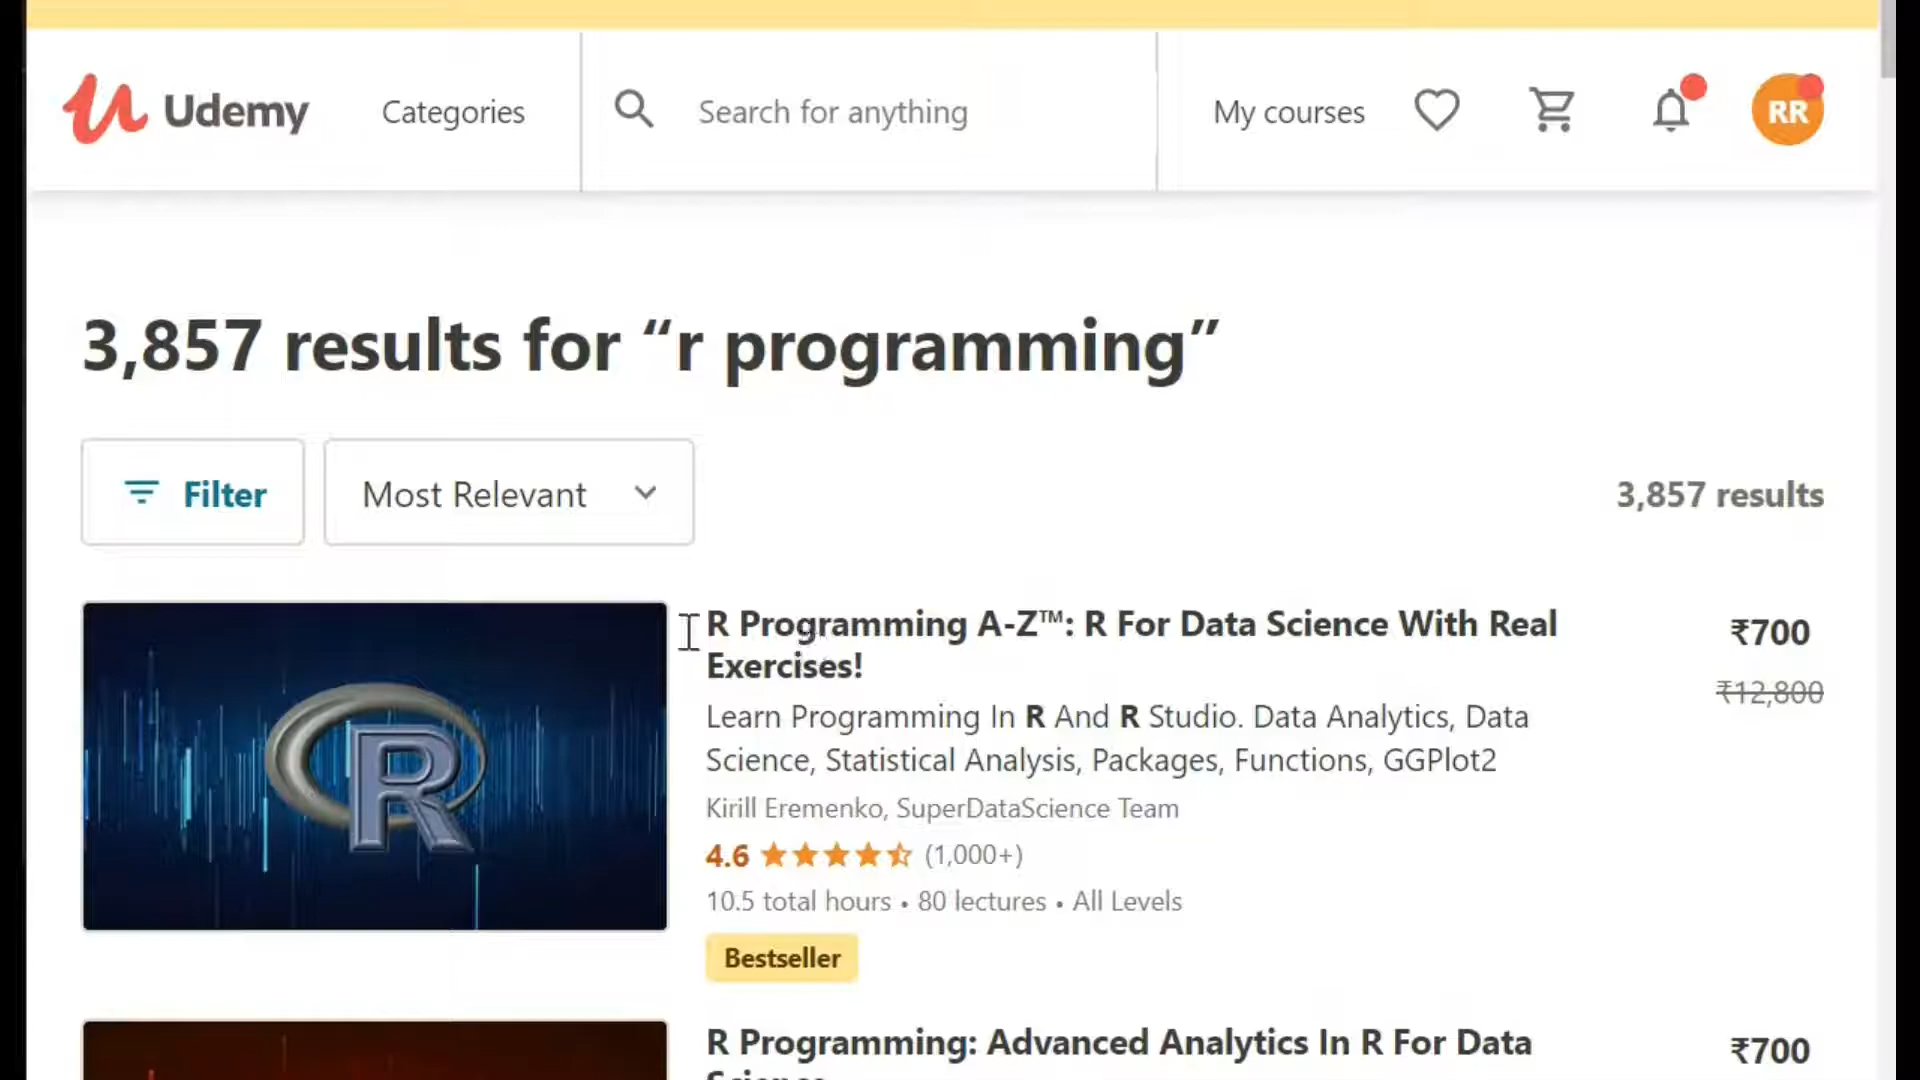 Udemy
Categories
Search for anything
My courses
RR
3,857 results for “r programming”
Filter
Most Relevant
3,857 results
R
R Programming A-Z™: R For Data Science With Real
Exercises!
₹700
₹12,800
Learn Programming In R And R Studio. Data Analytics, Data
Science, Statistical Analysis, Packages, Functions, GGPlot2
Kirill Eremenko, SuperDataScience Team
4.6 (1,000+)
10.5 total hours • 80 lectures • All Levels
Bestseller
R Programming: Advanced Analytics In R For Data
₹700
Science